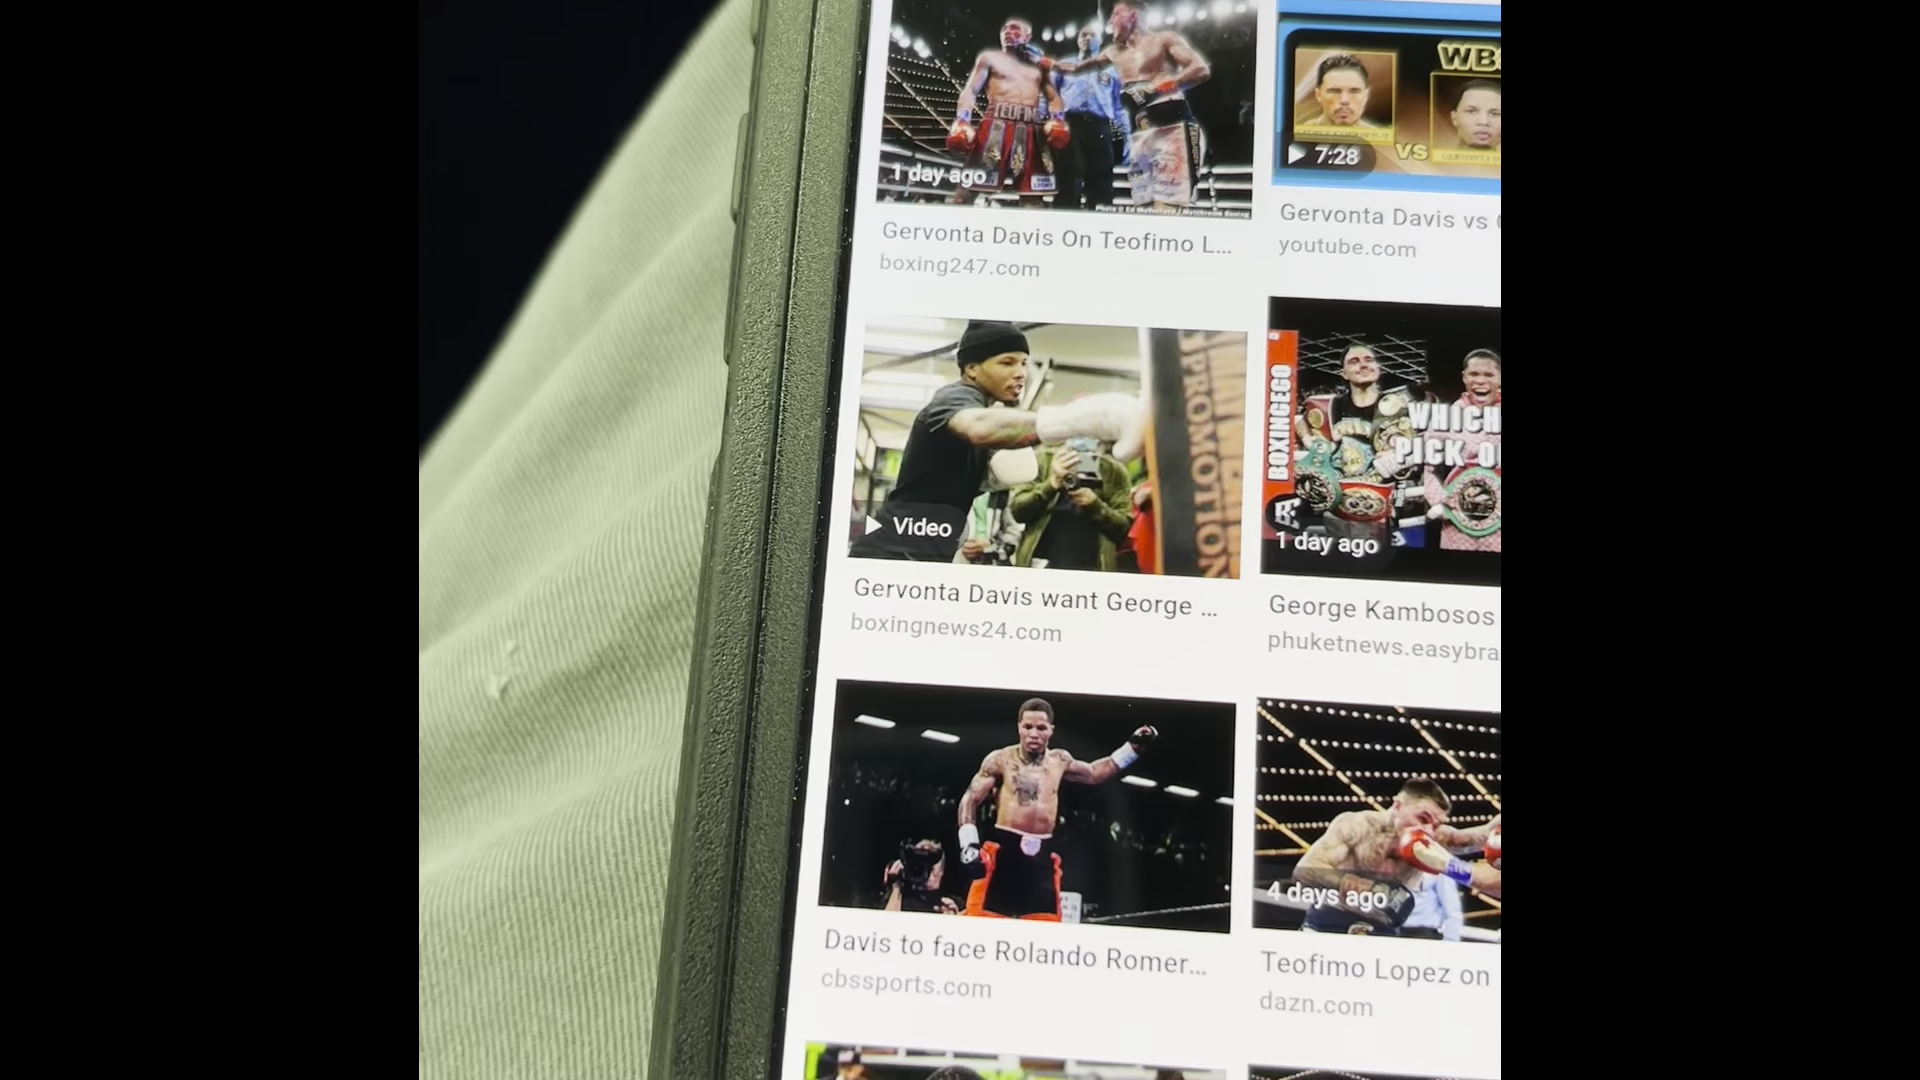 TEOFIM
1 day ago
Gervonta Davis On Teofimo L...
boxing247.com
WB
VS
7:28
Gervonta Davis vs
youtube.com
PROMOTION
Video
Gervonta Davis want George ...
boxingnews24.com
BOXINGEGO
WHICH
PICK O
1 day ago
George Kambosos
phuketnews.easybra
Davis to face Rolando Romer...
cbssports.com
4 days ago
Teofimo Lopez on
dazn.com